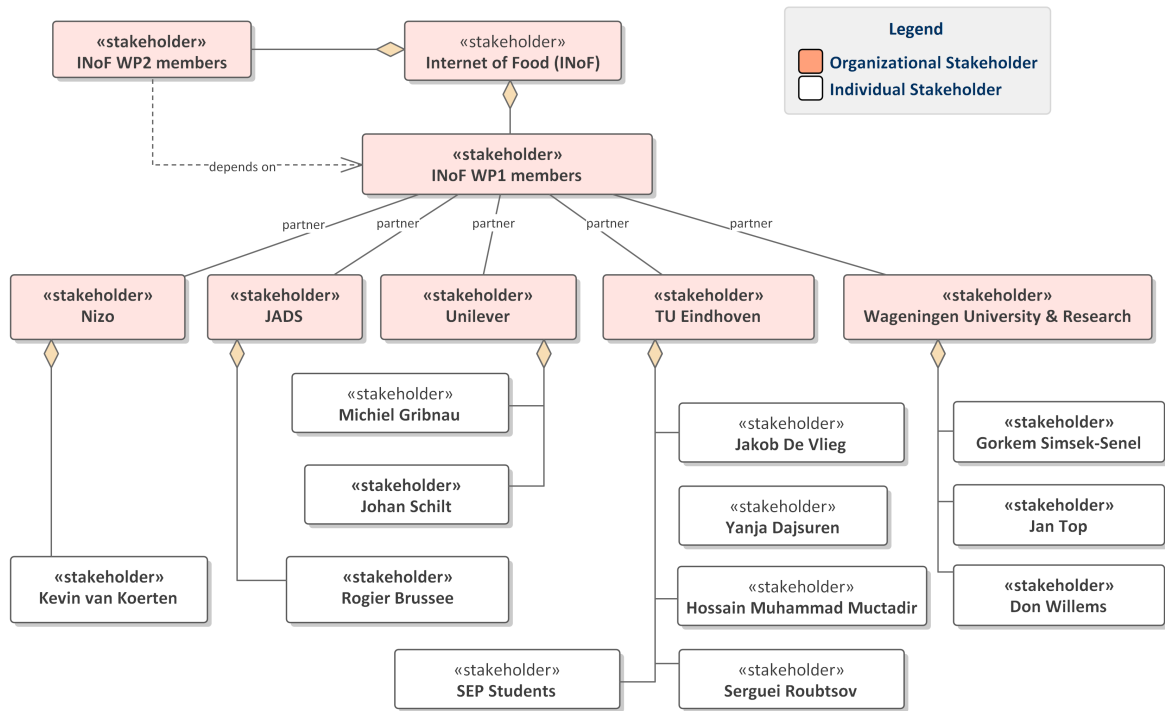 «stakeholder»
INoF WP2 members
«stakeholder»
Internet of Food (INoF)
Legend
Organizational Stakeholder
Individual Stakeholder
«stakeholder»
INoF WP1 members
depends on
partner
partner
partner
partner
partner
«stakeholder»
Nizo
«stakeholder»
JADS
«stakeholder»
Unilever
«stakeholder»
TU Eindhoven
«stakeholder»
Wageningen University & Research
«stakeholder»
Michiel Gribnau
«stakeholder»
Jakob De Vlieg
«stakeholder»
Gorkem Simsek-Senel
«stakeholder»
Johan Schilt
«stakeholder»
Yanja Dajsuren
«stakeholder»
Jan Top
«stakeholder»
Kevin van Koerten
«stakeholder»
Rogier Brussee
«stakeholder»
Hossain Muhammad Muctadir
«stakeholder»
Don Willems
«stakeholder»
SEP Students
«stakeholder»
Serguei Roubtsov